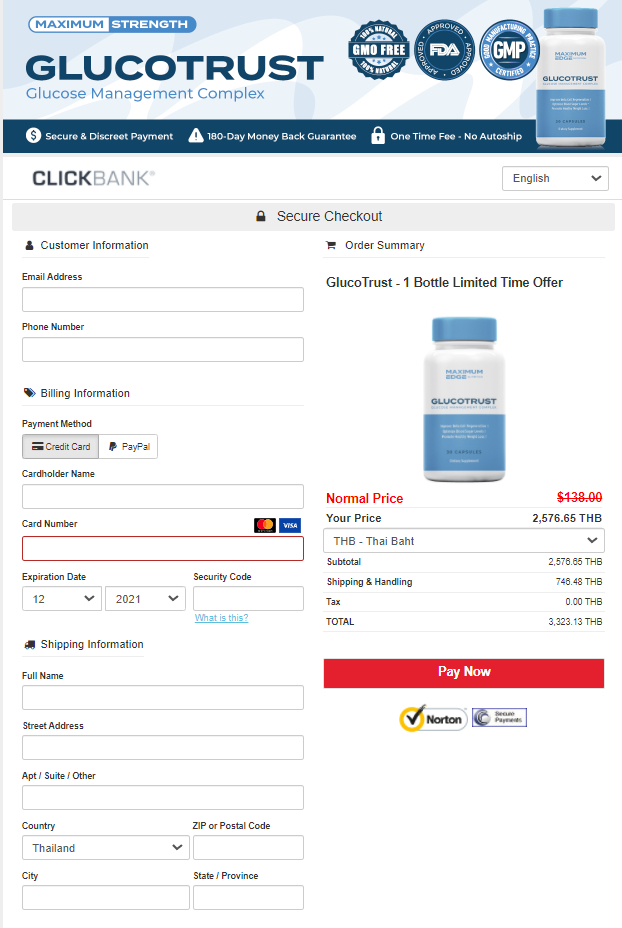 MAXIMUM STRENGTH
GLUCOTRUST
Glucose Management Complex
100% NATURAL
GMO FREE
100% NATURAL
APPROVED
FDA
APPROVED
GOOD MANUFACTURING PRACTICE
GMP
CERTIFIED
MAXIMUM
EDGE
GLUCOTRUST
Secure & Discreet Payment
180-Day Money Back Guarantee
One Time Fee - No Autoship
CLICKBANK®
English
Secure Checkout
Customer Information
Email Address
Phone Number
Billing Information
Payment Method
Credit Card
PayPal
Cardholder Name
Card Number
VISA
Expiration Date
Security Code
12
2021
What is this?
Shipping Information
Full Name
Street Address
Apt / Suite / Other
Country
ZIP or Postal Code
Thailand
City
State / Province
Order Summary
GlucoTrust - 1 Bottle Limited Time Offer
MAXIMUM
EDGE
GLUCOTRUST
GLUCOSE MANAGEMENT COMPLEX
30 CAPSULES
Dietary Supplement
Normal Price $138.00
Your Price 2,576.65 THB
THB - Thai Baht
Subtotal 2,576.65 THB
Shipping & Handling 746.48 THB
Tax 0.00 THB
TOTAL 3,323.13 THB
Pay Now
Norton
Secure
Payments